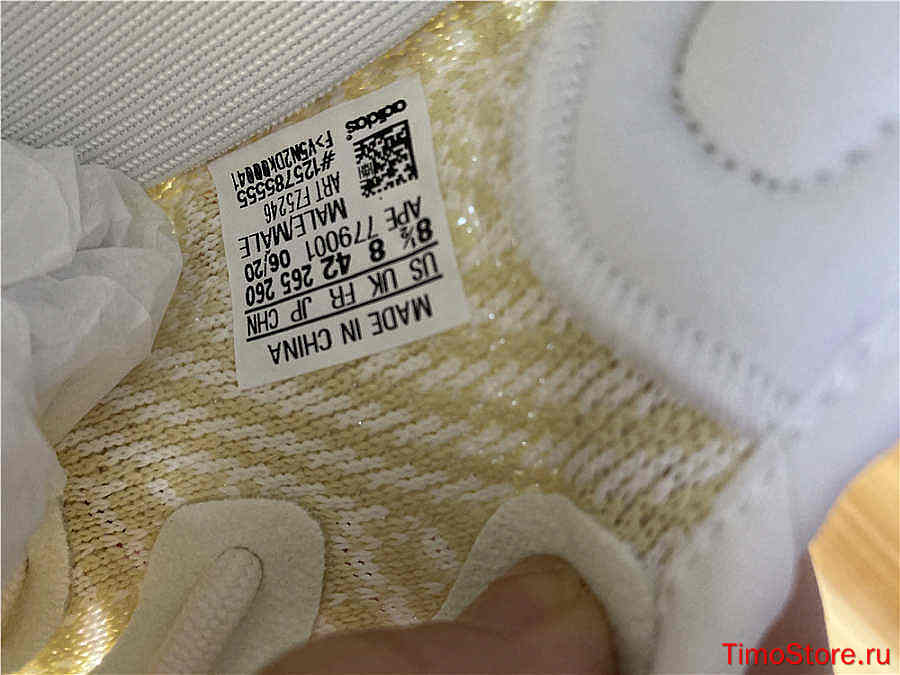 MADE IN CHINA
US UK FR JP CHN
8½ 8 42 265 260
APE 779001 06/20
MALE/MALE
ART FZ5246
#125785555
adidas
TimoStore.ru